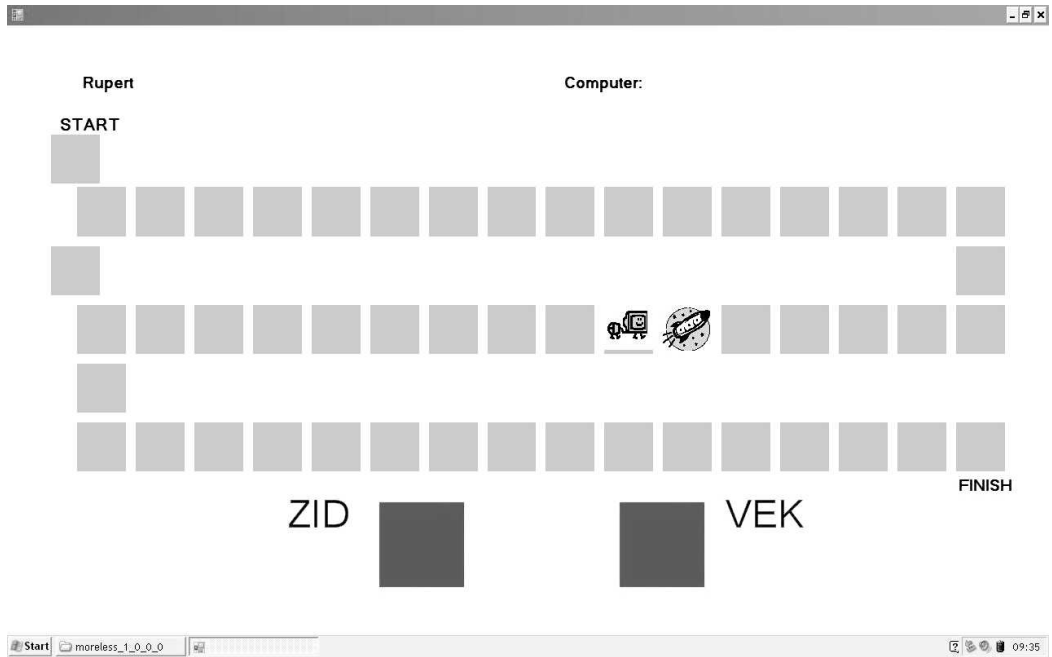 Rupert Computer:
START
FINISH
ZID VEK
Start moreless_1_0_0_0 09:35